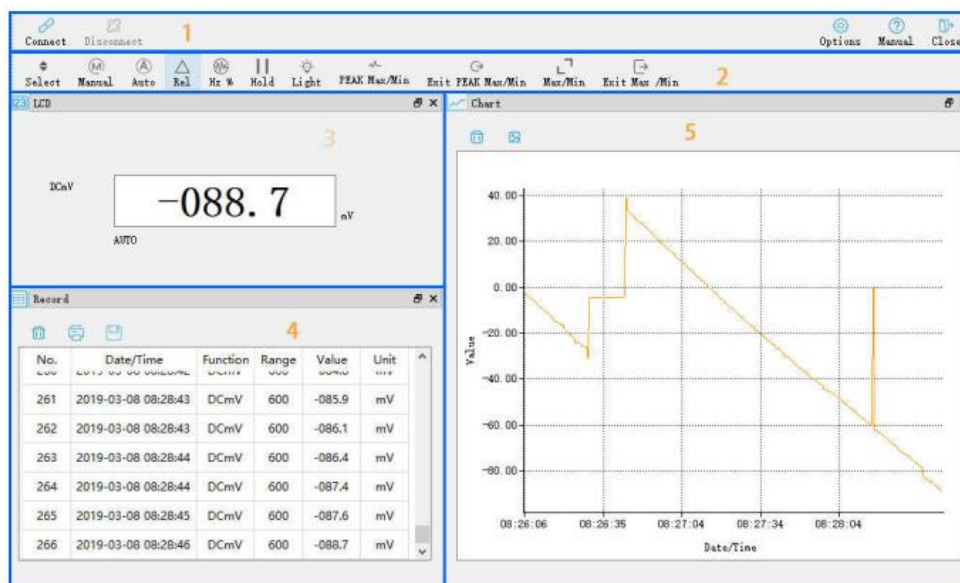 Connect Disconnect 1 Options Manual Close
Select Manual Auto Rel Hz % Hold Light PEAK Max/Min Exit PEAK Max/Min Max/Min Exit Max /Min 2
23 LCD
3
DCmV
-088.7
mV
AUTO
Record
4
No. Date/Time Function Range Value Unit
261 2019-03-08 08:28:43 DCmV 600 -085.9 mV
262 2019-03-08 08:28:43 DCmV 600 -086.1 mV
263 2019-03-08 08:28:44 DCmV 600 -086.4 mV
264 2019-03-08 08:28:44 DCmV 600 -087.4 mV
265 2019-03-08 08:28:45 DCmV 600 -087.6 mV
266 2019-03-08 08:28:46 DCmV 600 -088.7 mV
Chart
5
40.00
20.00
0.00
-20.00
-40.00
-60.00
-80.00
Value
08:26:06 08:26:35 08:27:04 08:27:34 08:28:04
Date/Time